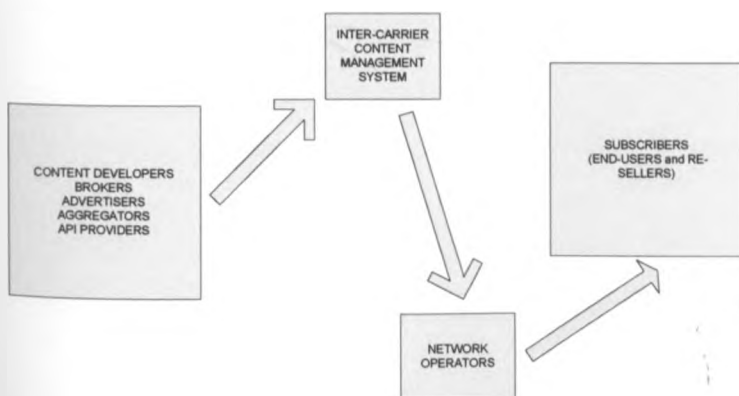 INTER-CARRIER
CONTENT
MANAGEMENT
SYSTEM
CONTENT DEVELOPERS
BROKERS
ADVERTISERS
AGGREGATORS
API PROVIDERS
SUBSCRIBERS
(END-USERS and RE-
SELLERS)
NETWORK
OPERATORS